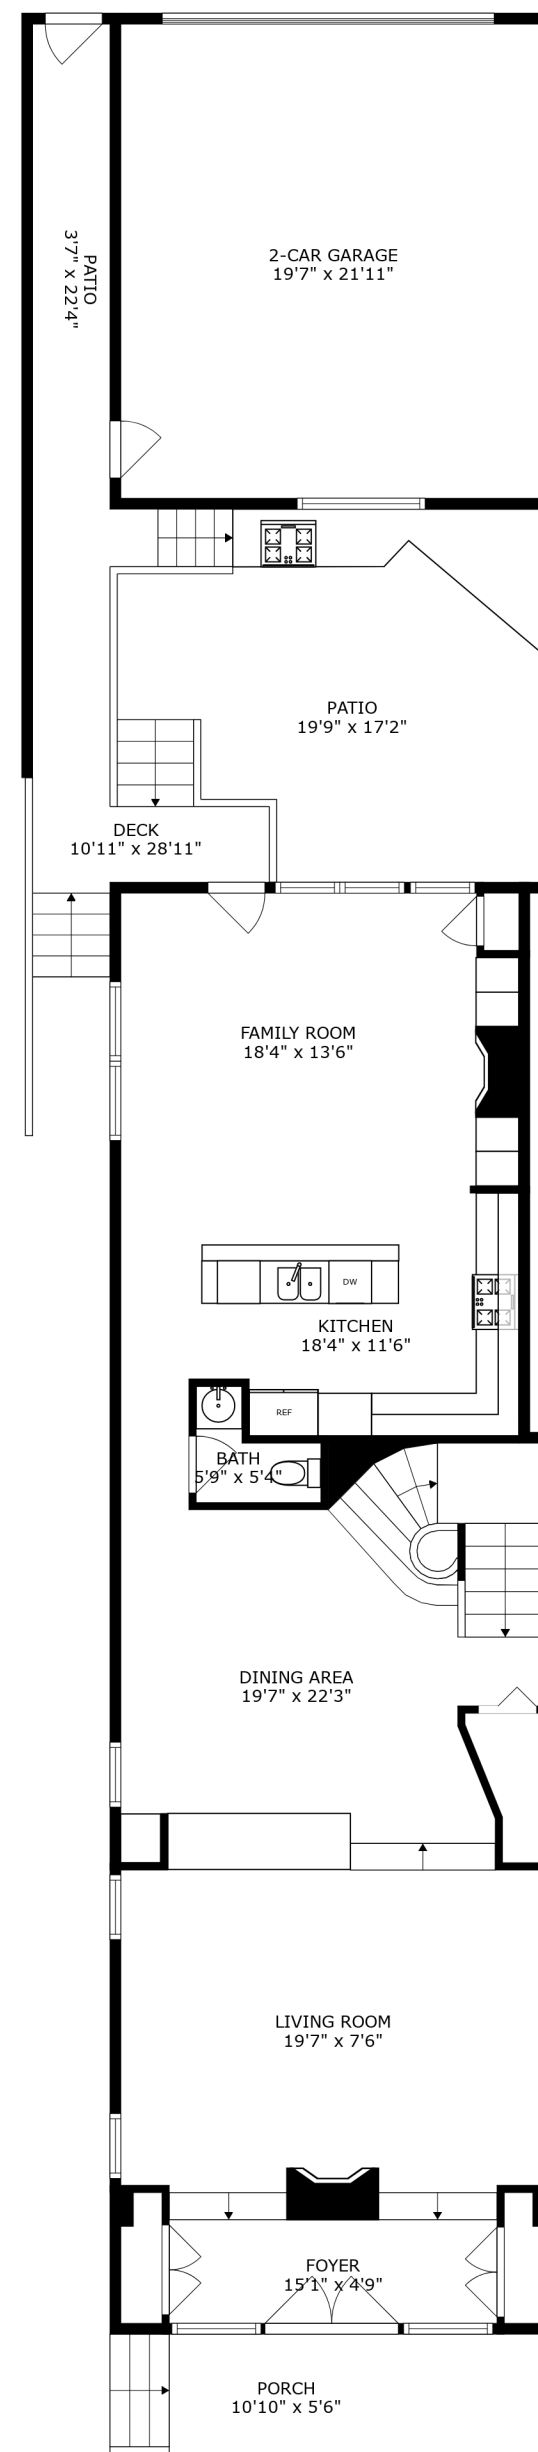 2-CAR GARAGE
19'7" x 21'11"
PATIO
3'7" x 22'4"
PATIO
19'9" x 17'2"
DECK
10'11" x 28'11"
FAMILY ROOM
18'4" x 13'6"
DW
KITCHEN
18'4" x 11'6"
REF
BATH
5'9" x 5'4"
DINING AREA
19'7" x 22'3"
LIVING ROOM
19'7" x 7'6"
FOYER
15'1" x 4'9"
PORCH
10'10" x 5'6"